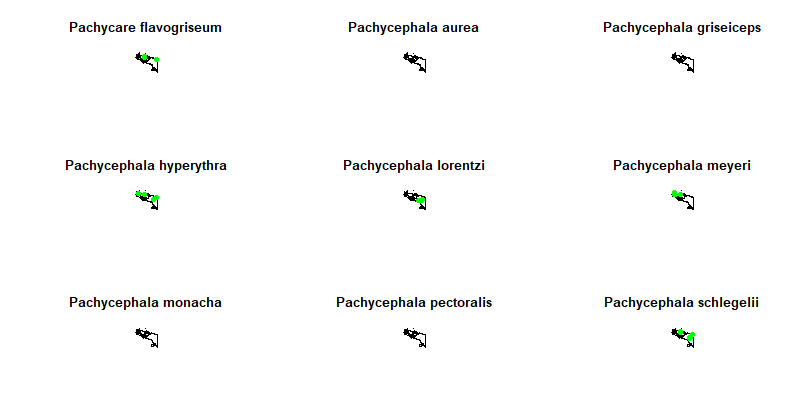 Pachycare flavogriseum
Pachycephala aurea
Pachycephala griseiceps
Pachycephala hyperythra
Pachycephala lorentzi
Pachycephala meyeri
Pachycephala monacha
Pachycephala pectoralis
Pachycephala schlegelii